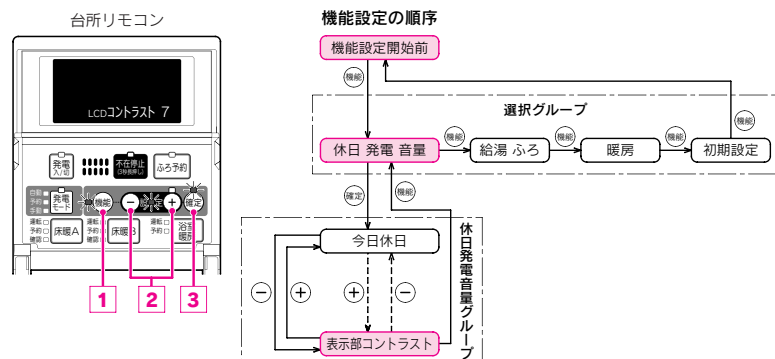 台所リモコン
LCDコントラスト 7
発電
入/切
不在停止
(3秒長押し)
ふろ予約
自動
予約
手動
発電
モード
機能
−
+
確定
運転
予約
確認
床暖A
運転
予約
確認
床暖B
運転
予約
浴室
暖房
1
2
3
機能設定の順序
機能設定開始前
機能
機能
選択グループ
休日 発電 音量
機能
給湯 ふろ
機能
暖房
機能
初期設定
確定
機能
休日発電音量グループ
今日休日
−
+
+
−
表示部コントラスト